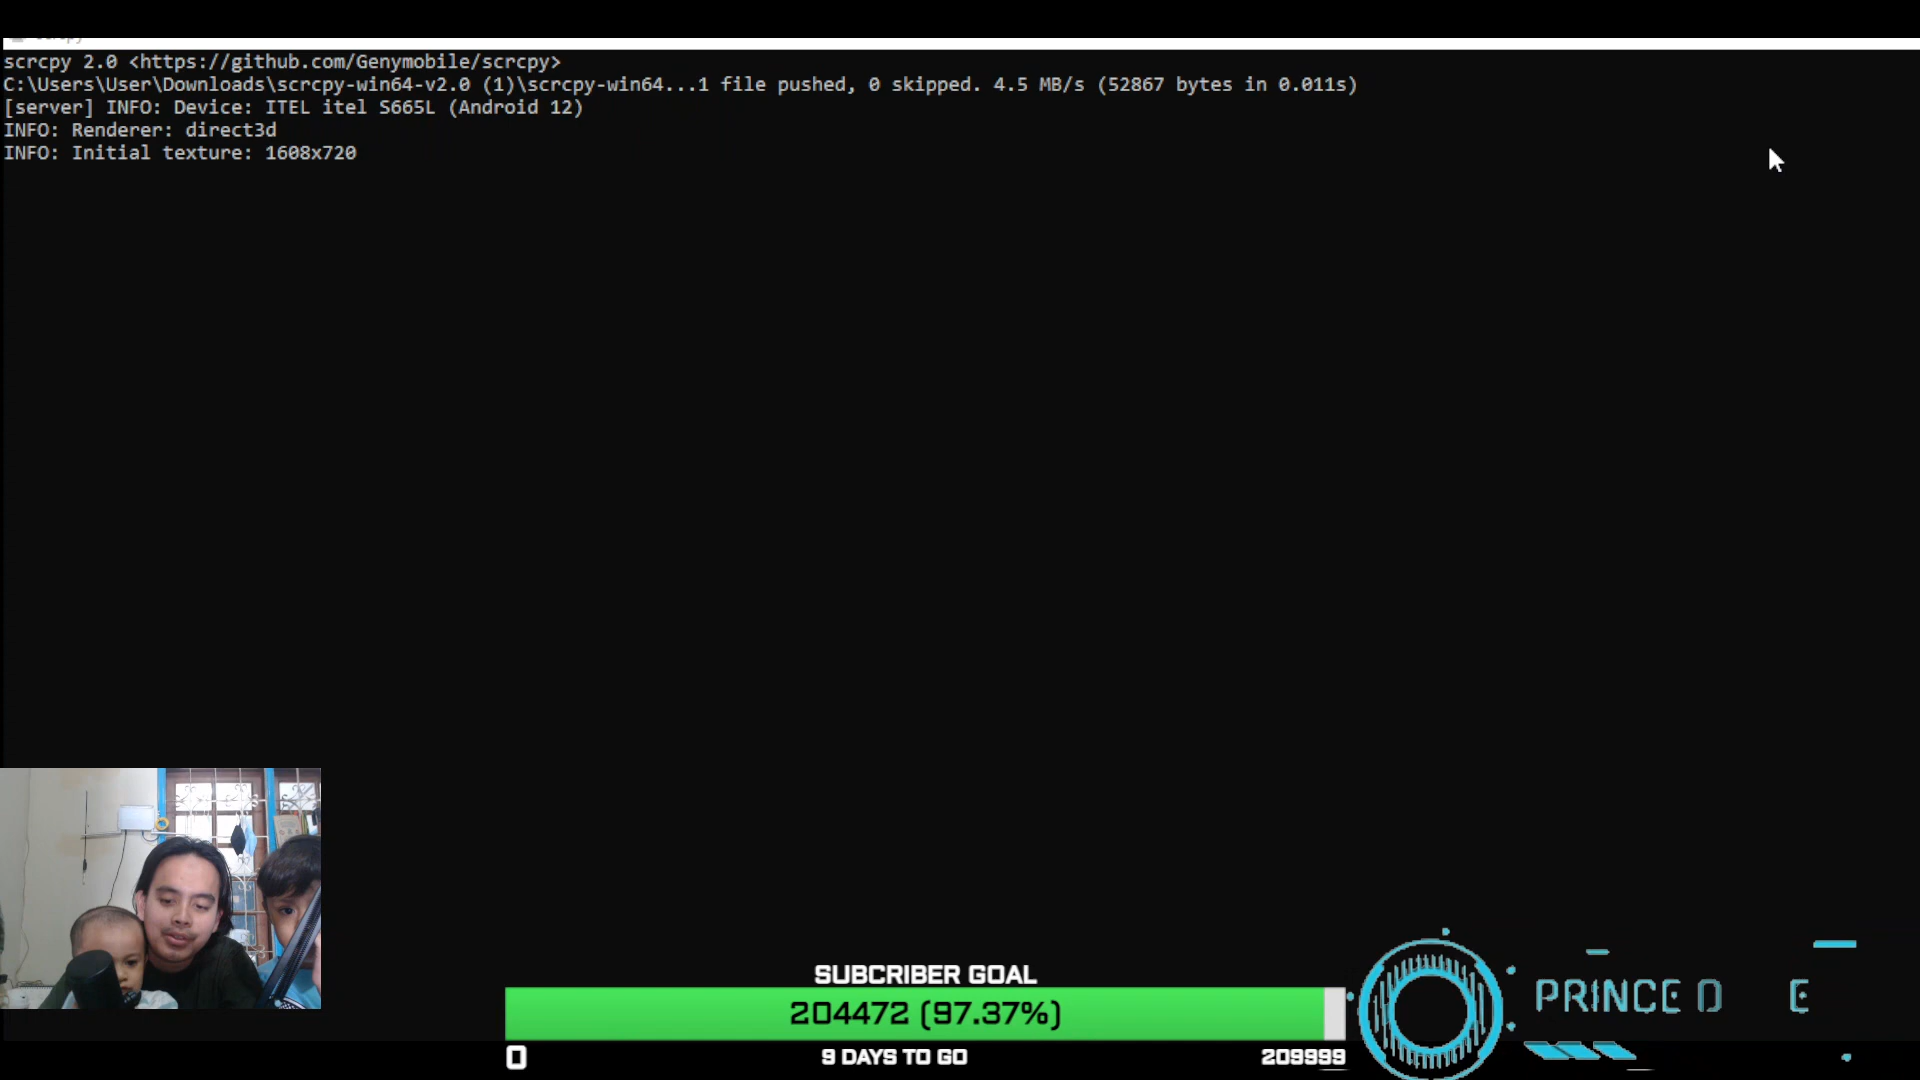 scrcpy 2.0 <https://github.com/Genymobile/scrcpy>
C:\Users\User\Downloads\scrcpy-win64-v2.0 (1)\scrcpy-win64...1 file pushed, 0 skipped. 4.5 MB/s (52867 bytes in 0.011s)
[server] INFO: Device: ITEL itel S665L (Android 12)
INFO: Renderer: direct3d
INFO: Initial texture: 1608x720
SUBCRIBER GOAL
204472 (97.37%)
0 9 DAYS TO GO 209999
PRINCE O E